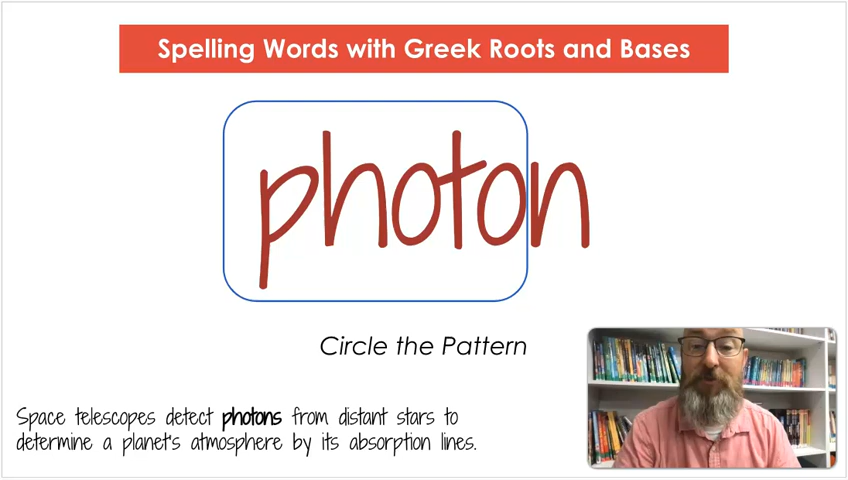 Spelling Words with Greek Roots and Bases
photon
Circle the Pattern
Space telescopes detect photons from distant stars to
determine a planet's atmosphere by its absorption lines.